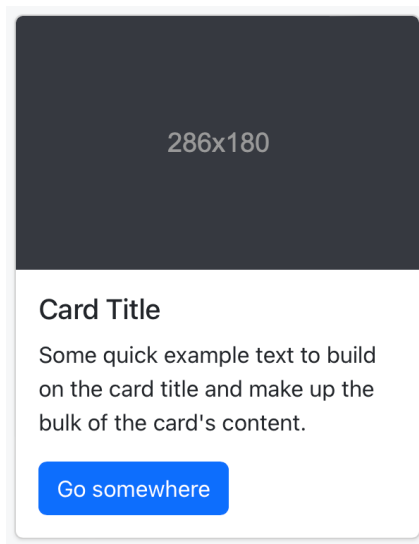 286x180
Card Title
Some quick example text to build
on the card title and make up the
bulk of the card's content.
Go somewhere